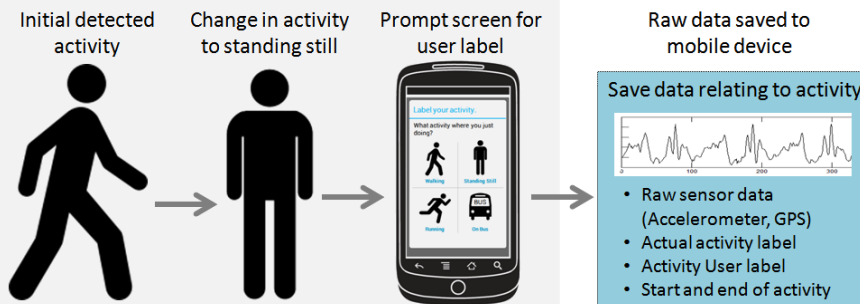 Initial detected
activity
Change in activity
to standing still
Prompt screen for
user label
Label your activity.
What activity where you just
doing?
Walking
Standing Still
BUS
Running
On Bus
Raw data saved to
mobile device
Save data relating to activity
0
100
200
300
• Raw sensor data
(Accelerometer, GPS)
• Actual activity label
• Activity User label
• Start and end of activity